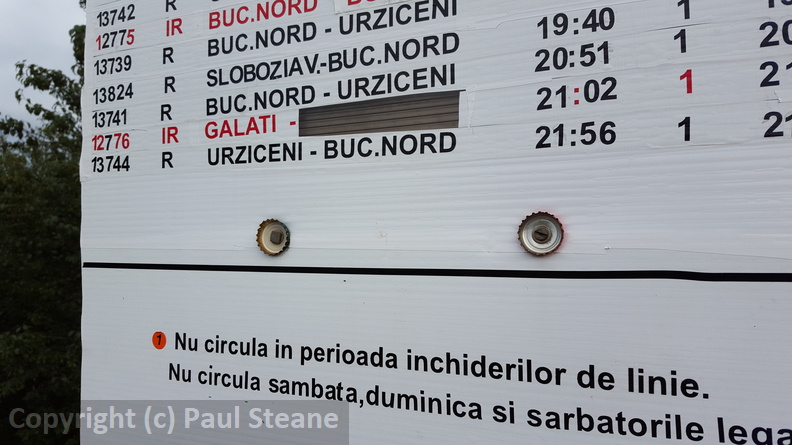 13742 R
12775 IR BUC.NORD - B
13739 R BUC.NORD - URZICENI
13824 R SLOBOZIA V.-BUC.NORD 19:40 1
13741 R BUC.NORD - URZICENI 20:51 1 20
12776 IR GALATI - 21:02 1 21
13744 R URZICENI - BUC.NORD 21:56 1 21
1 Nu circula in perioada inchiderilor de linie.
Nu circula sambata,duminica si sarbatorile lega
Copyright (c) Paul Steane